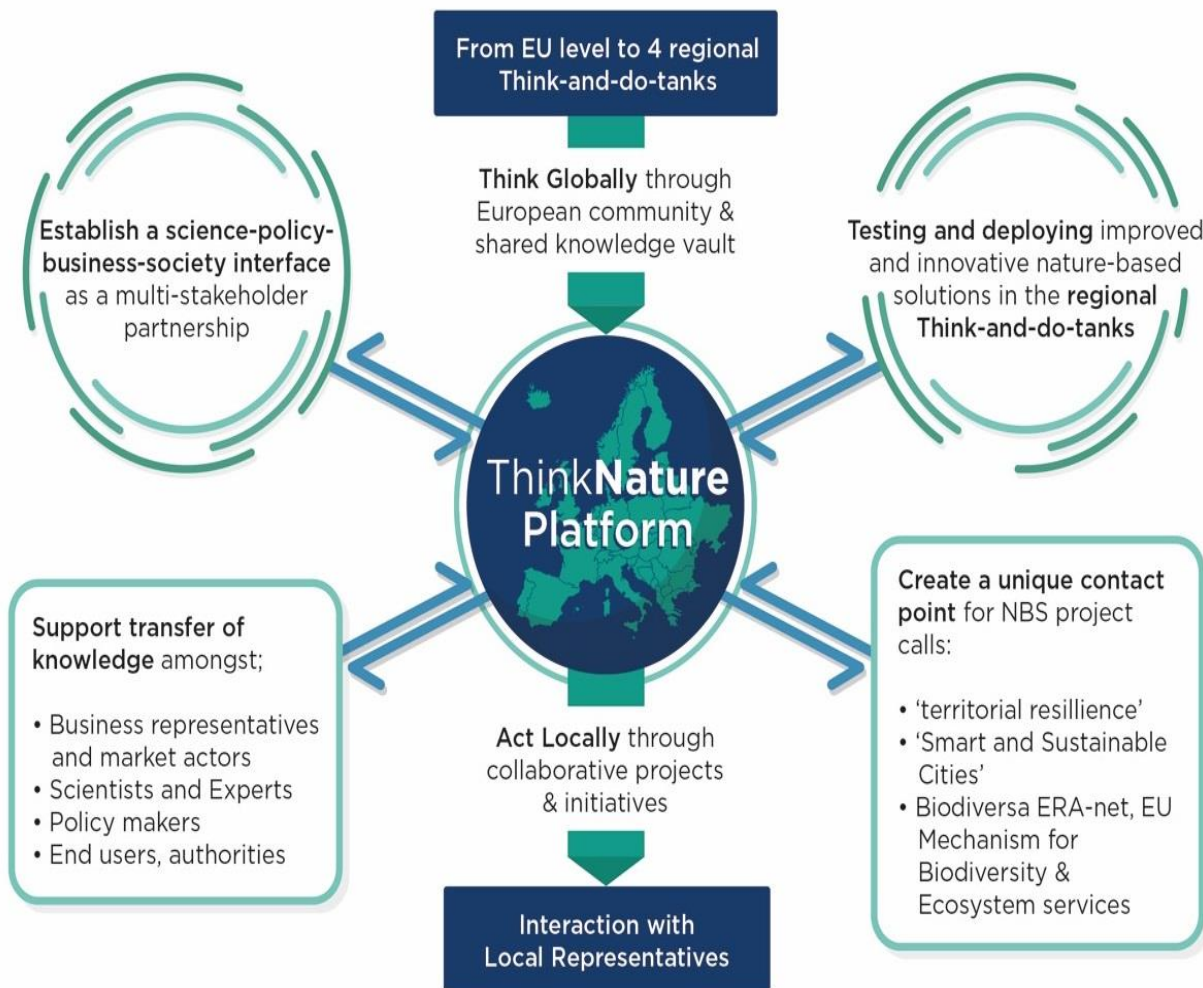 From EU level to 4 regional
Think-and-do-tanks
Think Globally through
European community &
shared knowledge vault
Establish a science-policy-
business-society interface
as a multi-stakeholder
partnership
Testing and deploying improved
and innovative nature-based
solutions in the regional
Think-and-do-tanks
ThinkNature
Platform
Support transfer of
knowledge amongst;
• Business representatives
and market actors
• Scientists and Experts
• Policy makers
• End users, authorities
Create a unique contact
point for NBS project
calls:
• ‘territorial resillience’
• ‘Smart and Sustainable
Cities’
• Biodiversa ERA-net, EU
Mechanism for
Biodiversity &
Ecosystem services
Act Locally through
collaborative projects
& initiatives
Interaction with
Local Representatives